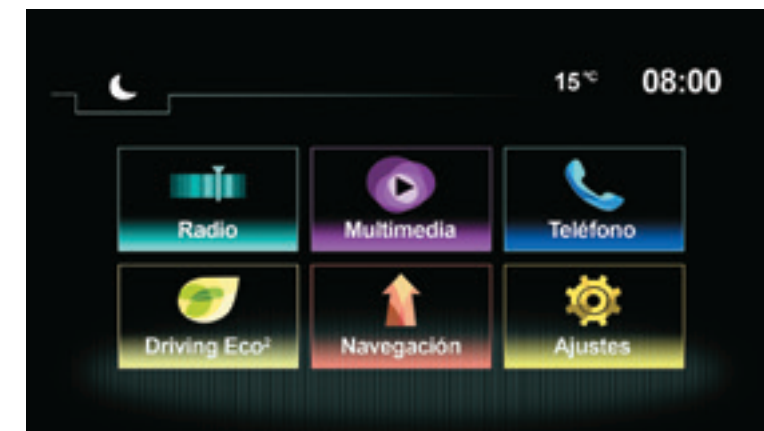 15°C 08:00
Radio Multimedia Teléfono
Driving Eco² Navegación Ajustes